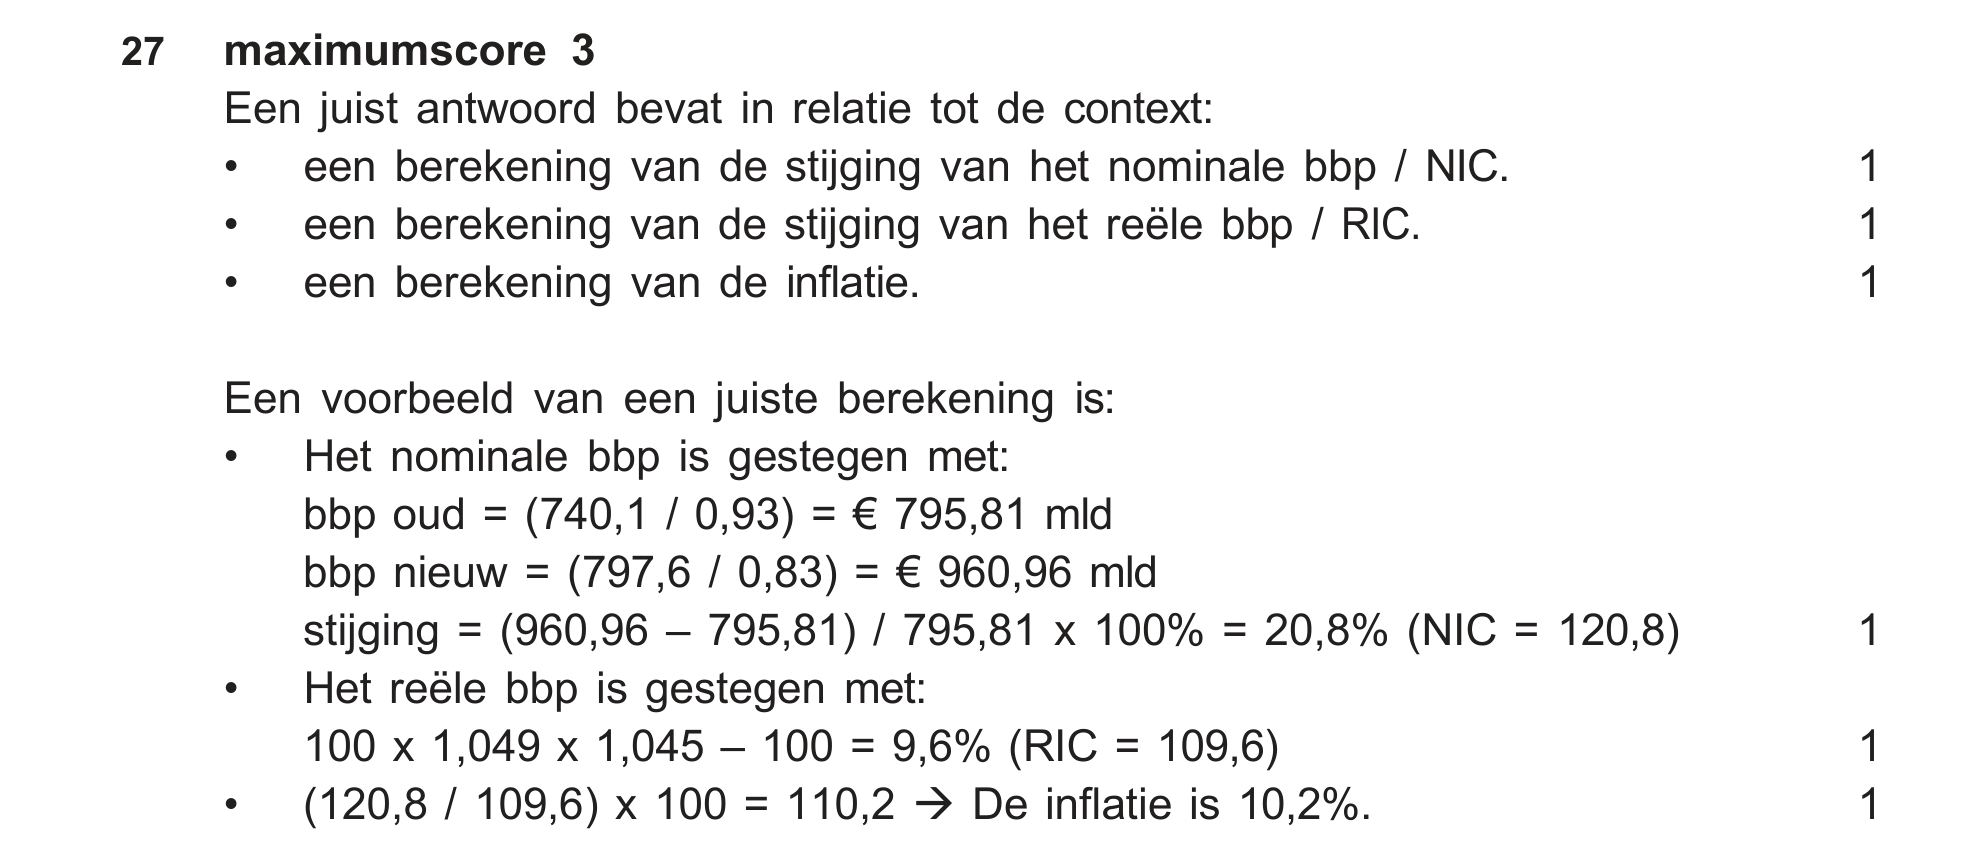 27 maximumscore 3
Een juist antwoord bevat in relatie tot de context:
• een berekening van de stijging van het nominale bbp / NIC. 1
• een berekening van de stijging van het reële bbp / RIC. 1
• een berekening van de inflatie. 1
Een voorbeeld van een juiste berekening is:
• Het nominale bbp is gestegen met:
bbp oud = (740,1 / 0,93) = € 795,81 mld
bbp nieuw = (797,6 / 0,83) = € 960,96 mld
stijging = (960,96 – 795,81) / 795,81 x 100% = 20,8% (NIC = 120,8) 1
• Het reële bbp is gestegen met:
100 x 1,049 x 1,045 – 100 = 9,6% (RIC = 109,6) 1
• (120,8 / 109,6) x 100 = 110,2 → De inflatie is 10,2%. 1